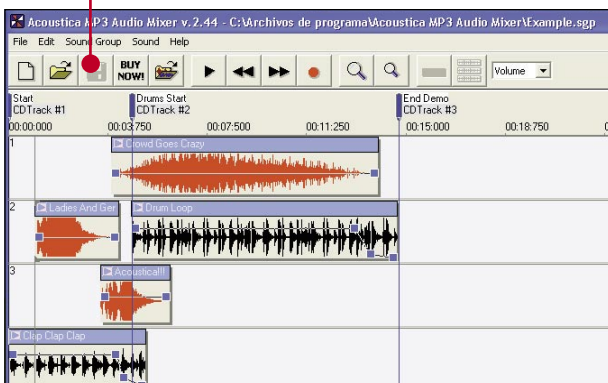 Acoustica MP3 Audio Mixer v.2.44 - C:\Archivos de programa\Acoustica MP3 Audio Mixer\Example.sgp
File Edit Sound Group Sound Help
BUY NOW!
Volume
Start
CDTrack #1
Drums Start
CDTrack #2
End Demo
CDTrack #3
00:00:000 00:03:750 00:07:500 00:11:250 00:15:000 00:18:750
1
Crowd Goes Crazy
2
Ladies And Ger
Drum Loop
3
Acoustica!!!
Clap Clap Clap